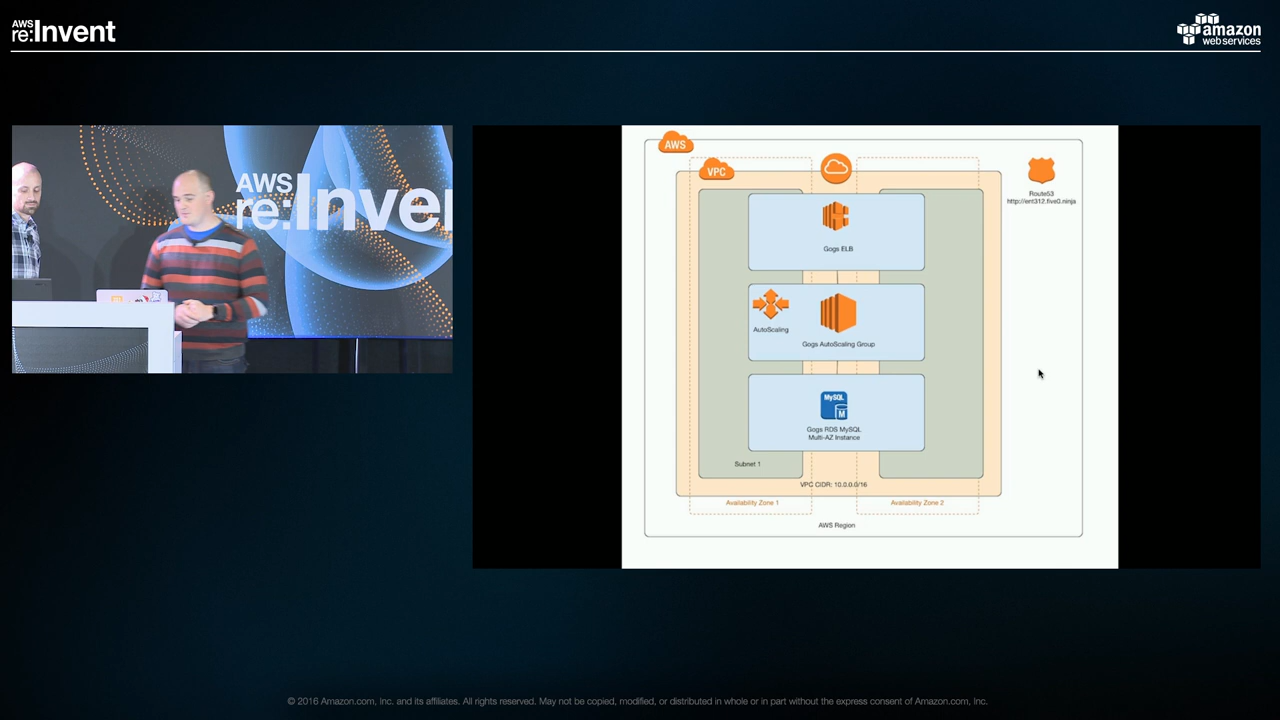 AWS
re:Invent
amazon
web services
AWS
re:Inve
AWS
VPC
Route53
http://ent312.five0.ninja
Gogs ELB
AutoScaling
Gogs AutoScaling Group
MySQL
M
Gogs RDS MySQL
Multi-AZ Instance
Subnet 1
VPC CIDR: 10.0.0.0/16
Availability Zone 1
Availability Zone 2
AWS Region
© 2016 Amazon.com, Inc. and its affiliates. All rights reserved. May not be copied, modified, or distributed in whole or in part without the express consent of Amazon.com, Inc.